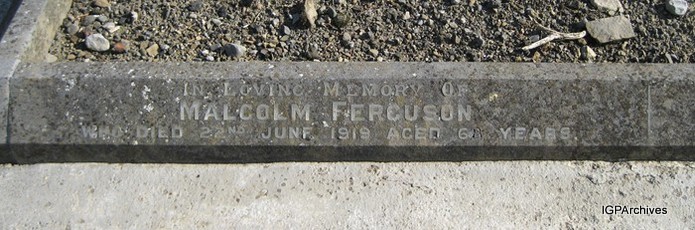 In Loving Memory Of
Malcolm Ferguson
Who Died 22nd June 1919 Aged Years.
IGPArchives